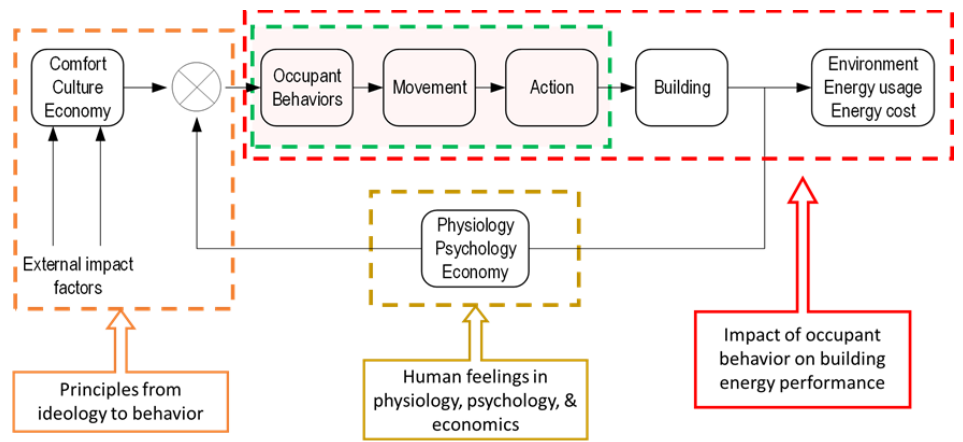 Comfort
Culture
Economy
Occupant
Behaviors
Movement
Action
Building
Environment
Energy usage
Energy cost
Physiology
Psychology
Economy
External impact
factors
Principles from
ideology to behavior
Human feelings in
physiology, psychology, &
economics
Impact of occupant
behavior on building
energy performance